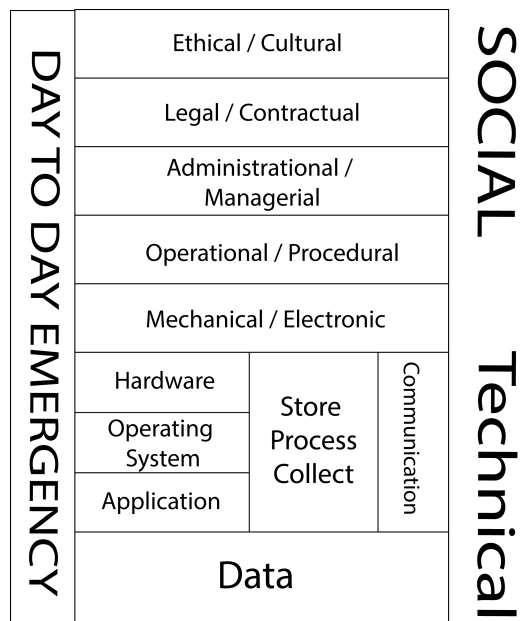 DAY TO DAY EMERGENCY
Ethical / Cultural
Legal / Contractual
Administrational /
Managerial
Operational / Procedural
Mechanical / Electronic
Hardware
Operating
System
Application
Store
Process
Collect
Communication
Data
SOCIAL
Technical